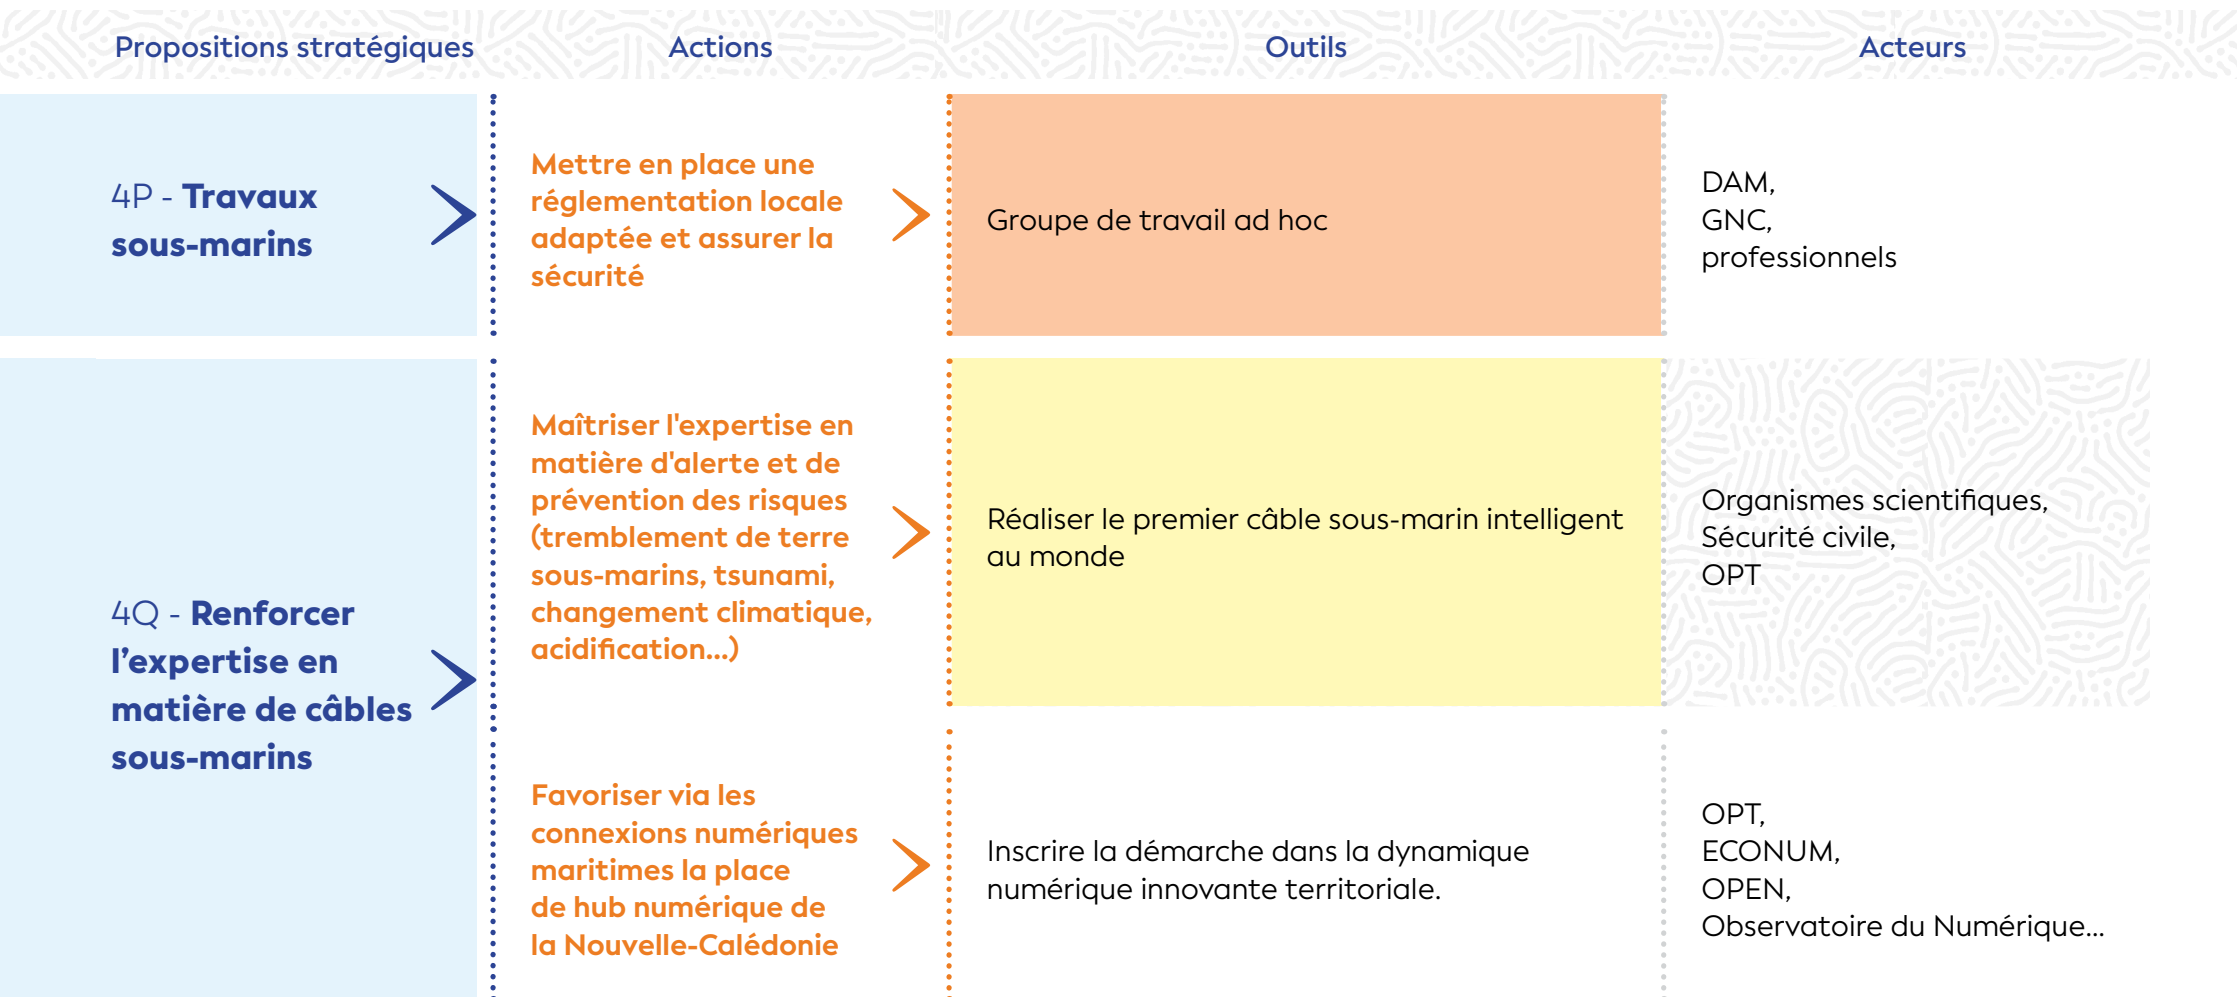 Propositions stratégiques
Actions
Outils
Acteurs
4P - Travaux
sous-marins
Mettre en place une
réglementation locale
adaptée et assurer la
sécurité
Groupe de travail ad hoc
DAM,
GNC,
professionnels
4Q - Renforcer
l’expertise en
matière de câbles
sous-marins
Maîtriser l'expertise en
matière d'alerte et de
prévention des risques
(tremblement de terre
sous-marins, tsunami,
changement climatique,
acidification...)
Réaliser le premier câble sous-marin intelligent
au monde
Organismes scientifiques,
Sécurité civile,
OPT
Favoriser via les
connexions numériques
maritimes la place
de hub numérique de
la Nouvelle-Calédonie
Inscrire la démarche dans la dynamique
numérique innovante territoriale.
OPT,
ECONUM,
OPEN,
Observatoire du Numérique...